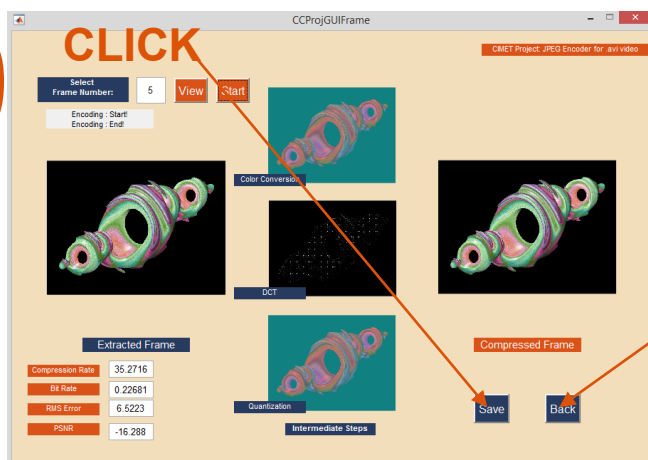 CCProjGUIFrame
CLICK
CIMET Project: JPEG Encoder for .avi video
Select
Frame Number:
5
View
Start
Encoding : Start!
Encoding : End!
Color Conversion
DCT
Extracted Frame
Compressed Frame
Compression Rate
35.2716
Bit Rate
0.22681
RMS Error
6.5223
PSNR
-16.288
Quantization
Intermediate Steps
Save
Back